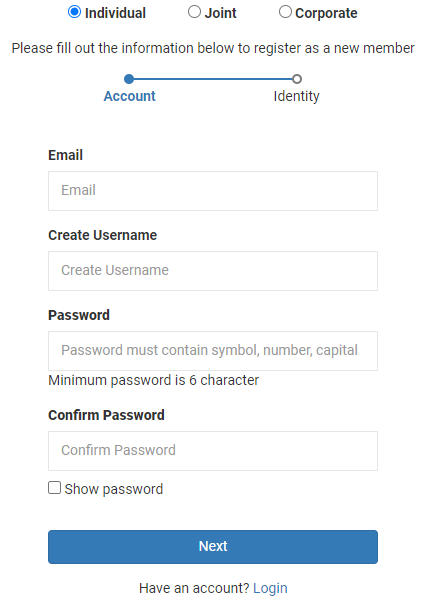 Individual Joint Corporate
Please fill out the information below to register as a new member
Account Identity
Email
Email
Create Username
Create Username
Password
Password must contain symbol, number, capital
Minimum password is 6 character
Confirm Password
Confirm Password
Show password
Next
Have an account? Login